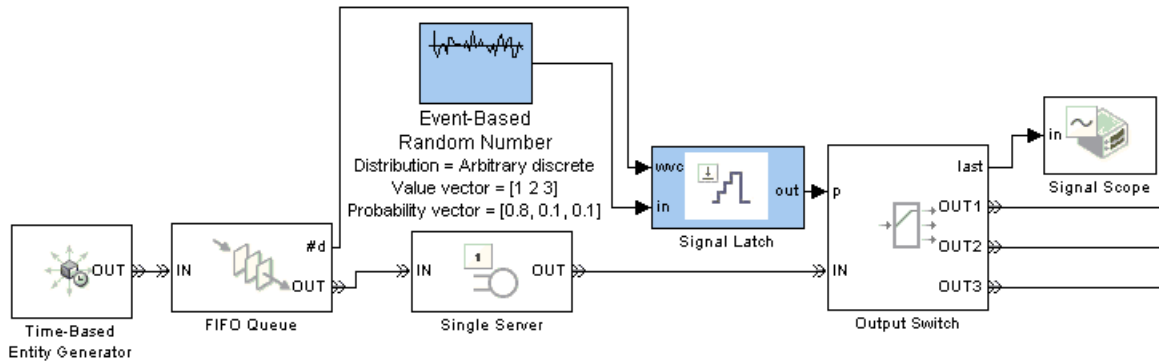 Event-Based
Random Number
Distribution = Arbitrary discrete
Value vector = [1 2 3]
Probability vector = [0.8, 0.1, 0.1]
wvc
in
out
Signal Latch
p
IN
last
OUT1
OUT2
OUT3
Output Switch
in
Signal Scope
OUT
Time-Based
Entity Generator
IN
#d
OUT
FIFO Queue
IN
1
OUT
Single Server